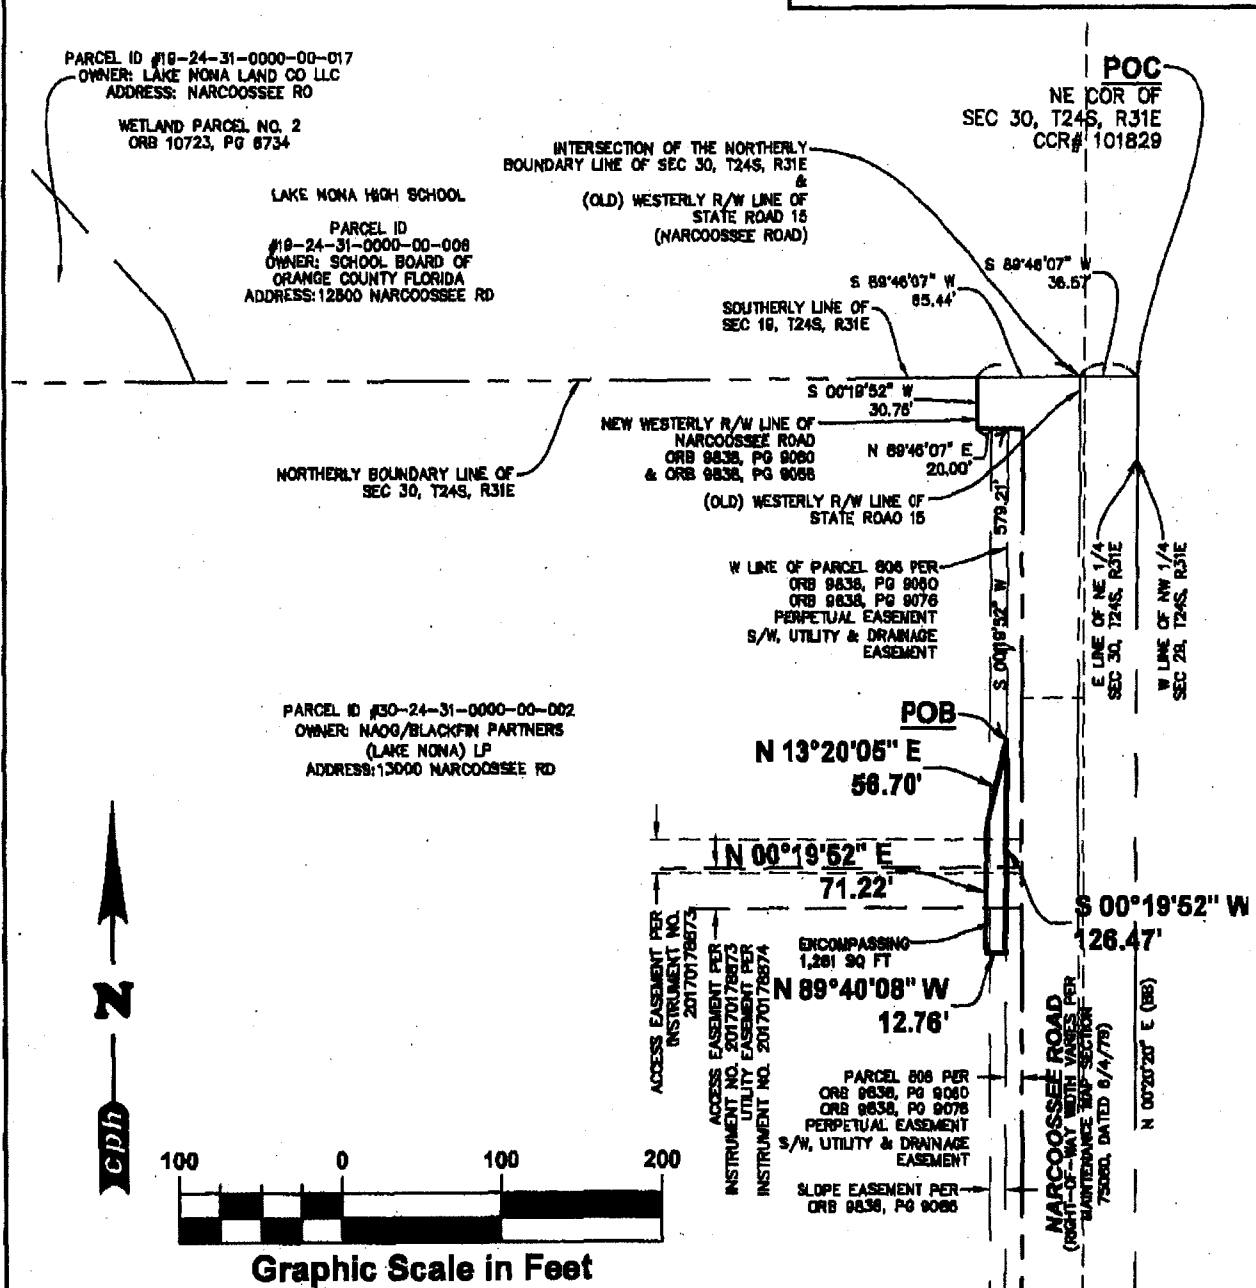 PARCEL ID #19-24-31-0000-00-017
OWNER: LAKE NONA LAND CO LLC
ADDRESS: NARCOOSSEE RD
WETLAND PARCEL NO. 2
ORB 10723, PG 6734
LAKE NONA HIGH SCHOOL
PARCEL ID
#19-24-31-0000-00-006
OWNER: SCHOOL BOARD OF
ORANGE COUNTY FLORIDA
ADDRESS:12500 NARCOOSSEE RD
POC
NE COR OF
SEC 30, T24S, R31E
CCR# 101829
INTERSECTION OF THE NORTHERLY
BOUNDARY LINE OF SEC 30, T24S, R31E
&
(OLD) WESTERLY R/W LINE OF
STATE ROAD 15
(NARCOOSSEE ROAD)
S 89°46'07" W
36.57'
S 89°46'07" W
65.44'
SOUTHERLY LINE OF
SEC 19, T24S, R31E
S 00°19'52" W
30.75'
NEW WESTERLY R/W LINE OF
NARCOOSSEE ROAD
ORB 9838, PG 9060
& ORB 9838, PG 9068
N 89°46'07" E
20.00'
NORTHERLY BOUNDARY LINE OF
SEC 30, T24S, R31E
(OLD) WESTERLY R/W LINE OF
STATE ROAD 15
S 00°19'52" W 579.21'
W LINE OF PARCEL 806 PER
ORB 9838, PG 9060
ORB 9838, PG 9076
PERPETUAL EASEMENT
S/W, UTILITY & DRAINAGE
EASEMENT
E LINE OF NE 1/4
SEC 30, T24S, R31E
W LINE OF NW 1/4
SEC 29, T24S, R31E
PARCEL ID #30-24-31-0000-00-002
OWNER: NADG/BLACKFIN PARTNERS
(LAKE NONA) LP
ADDRESS:13000 NARCOOSSEE RD
POB
N 13°20'05" E
56.70'
N 00°19'52" E
71.22'
S 00°19'52" W
126.47'
ENCOMPASSING
1,261 SQ FT
N 89°40'08" W
12.76'
ACCESS EASEMENT PER
INSTRUMENT NO.
20170178873
ACCESS EASEMENT PER
INSTRUMENT NO. 20170178873
UTILITY EASEMENT PER
INSTRUMENT NO. 20170178874
PARCEL 806 PER
ORB 9838, PG 9060
ORB 9838, PG 9076
PERPETUAL EASEMENT
S/W, UTILITY & DRAINAGE
EASEMENT
SLOPE EASEMENT PER
ORB 9838, PG 9068
NARCOOSSEE ROAD
(RIGHT-OF-WAY WIDTH VARIES PER
MAINTENANCE MAP SECTION
75080, DATED 6/4/76)
N 00°20'20" E (BB)
N
cph
100 0 100 200
Graphic Scale in Feet